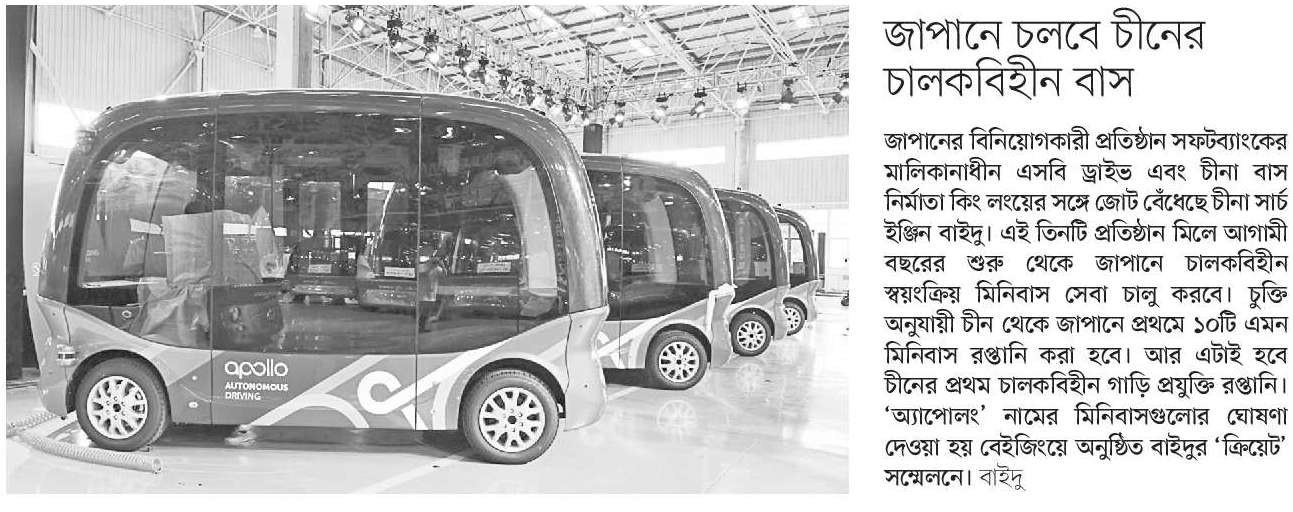 apollo
AUTONOMOUS
DRIVING
জাপানে চলবে চীনের
চালকবিহীন বাস
জাপানের বিনিয়োগকারী প্রতিষ্ঠান সফটব্যাংকের
মালিকানাধীন এসবি ড্রাইভ এবং চীনা বাস
নির্মাতা কিং লংয়ের সঙ্গে জোট বেঁধেছে চীনা সার্চ
ইঞ্জিন বাইদু। এই তিনটি প্রতিষ্ঠান মিলে আগামী
বছরের শুরু থেকে জাপানে চালকবিহীন
স্বয়ংক্রিয় মিনিবাস সেবা চালু করবে। চুক্তি
অনুযায়ী চীন থেকে জাপানে প্রথমে ১০টি এমন
মিনিবাস রপ্তানি করা হবে। আর এটাই হবে
চীনের প্রথম চালকবিহীন গাড়ি প্রযুক্তি রপ্তানি।
‘অ্যাপোলং’ নামের মিনিবাসগুলোর ঘোষণা
দেওয়া হয় বেইজিংয়ে অনুষ্ঠিত বাইদুর ‘ক্রিয়েট’
সম্মেলনে। বাইদু